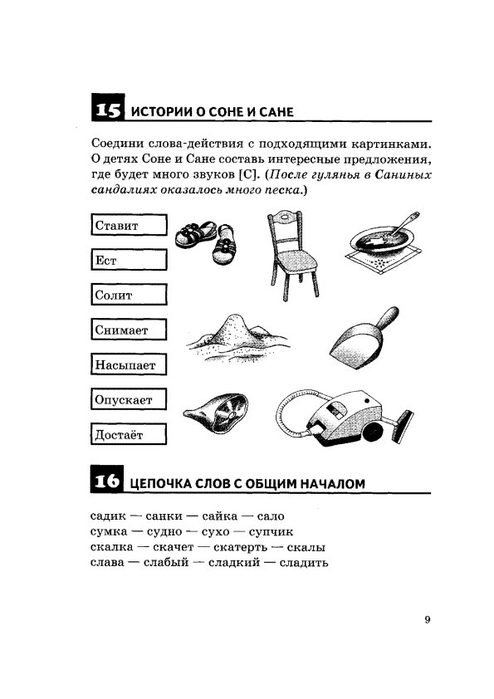 15 ИСТОРИИ О СОНЕ И САНЕ
Соедини слова-действия с подходящими картинками.
О детях Соне и Сане составь интересные предложения,
где будет много звуков [С]. (После гулянья в Саниных
сандалиях оказалось много песка.)
Ставит
Ест
Солит
Снимает
Насыпает
Опускает
Достаёт
16 ЦЕПОЧКА СЛОВ С ОБЩИМ НАЧАЛОМ
садик — санки — сайка — сало
сумка — судно — сухо — супчик
скалка — скачет — скатерть — скалы
слава — слабый — сладкий — сладить
9